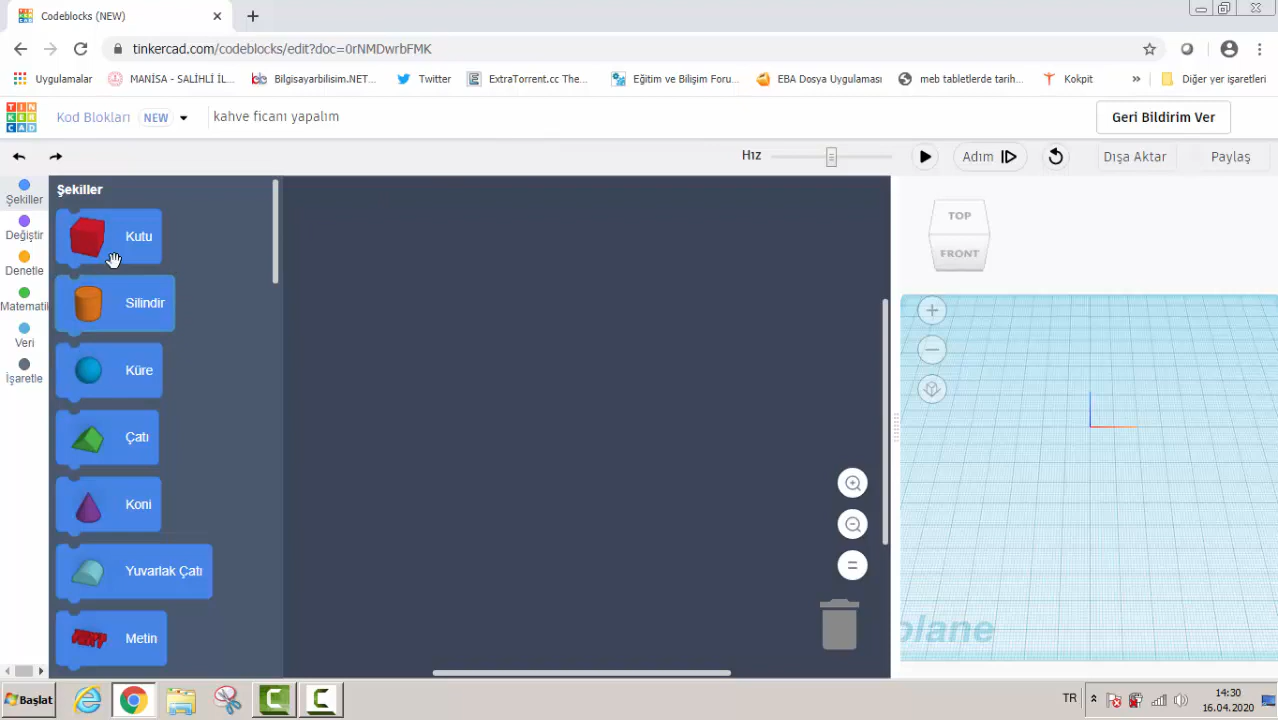 Codeblocks (NEW)
tinkercad.com/codeblocks/edit?doc=0rNMDwrbFMK
Uygulamalar
MANİSA - SALİHLİ İL...
Bilgisayarbilisim.NET...
Twitter
ExtraTorrent.cc The...
Eğitim ve Bilişim Foru...
EBA Dosya Uygulaması
meb tabletlerde tarih...
Kokpit
»
Diğer yer işaretleri
TIN
KER
CAD
Kod Blokları
NEW
kahve ficanı yapalım
Geri Bildirim Ver
Hız
Adım
Dışa Aktar
Paylaş
Şekiller
Değiştir
Denetle
Matematik
Veri
İşaretle
Şekiller
Kutu
Silindir
Küre
Çatı
Koni
Yuvarlak Çatı
Metin
TOP
FRONT
plane
Başlat
TR
14:30
16.04.2020